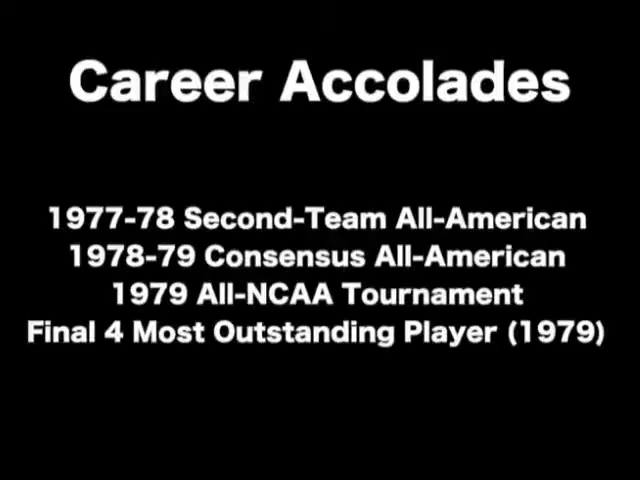 Career Accolades
1977-78 Second-Team All-American
1978-79 Consensus All-American
1979 All-NCAA Tournament
Final 4 Most Outstanding Player (1979)